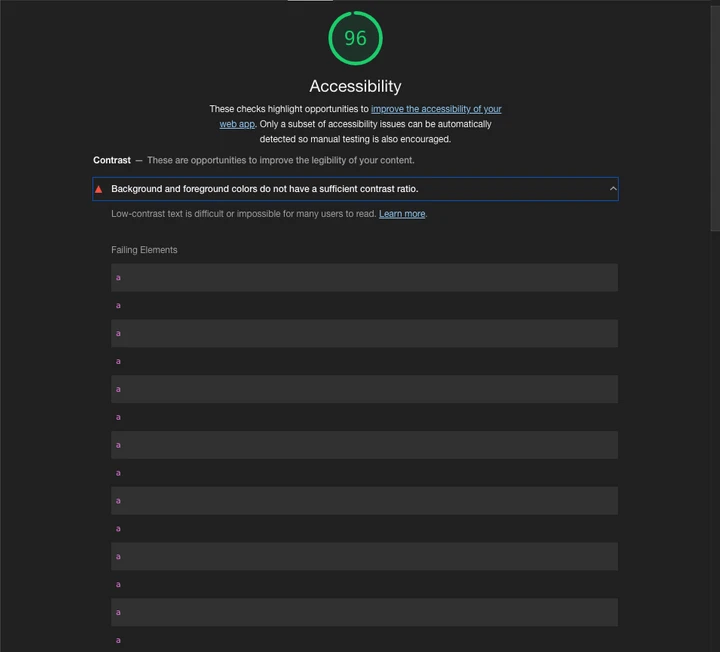 96
Accessibility
These checks highlight opportunities to improve the accessibility of your
web app. Only a subset of accessibility issues can be automatically
detected so manual testing is also encouraged.
Contrast — These are opportunities to improve the legibility of your content.
Background and foreground colors do not have a sufficient contrast ratio.
Low-contrast text is difficult or impossible for many users to read. Learn more.
Failing Elements
a
a
a
a
a
a
a
a
a
a
a
a
a
a